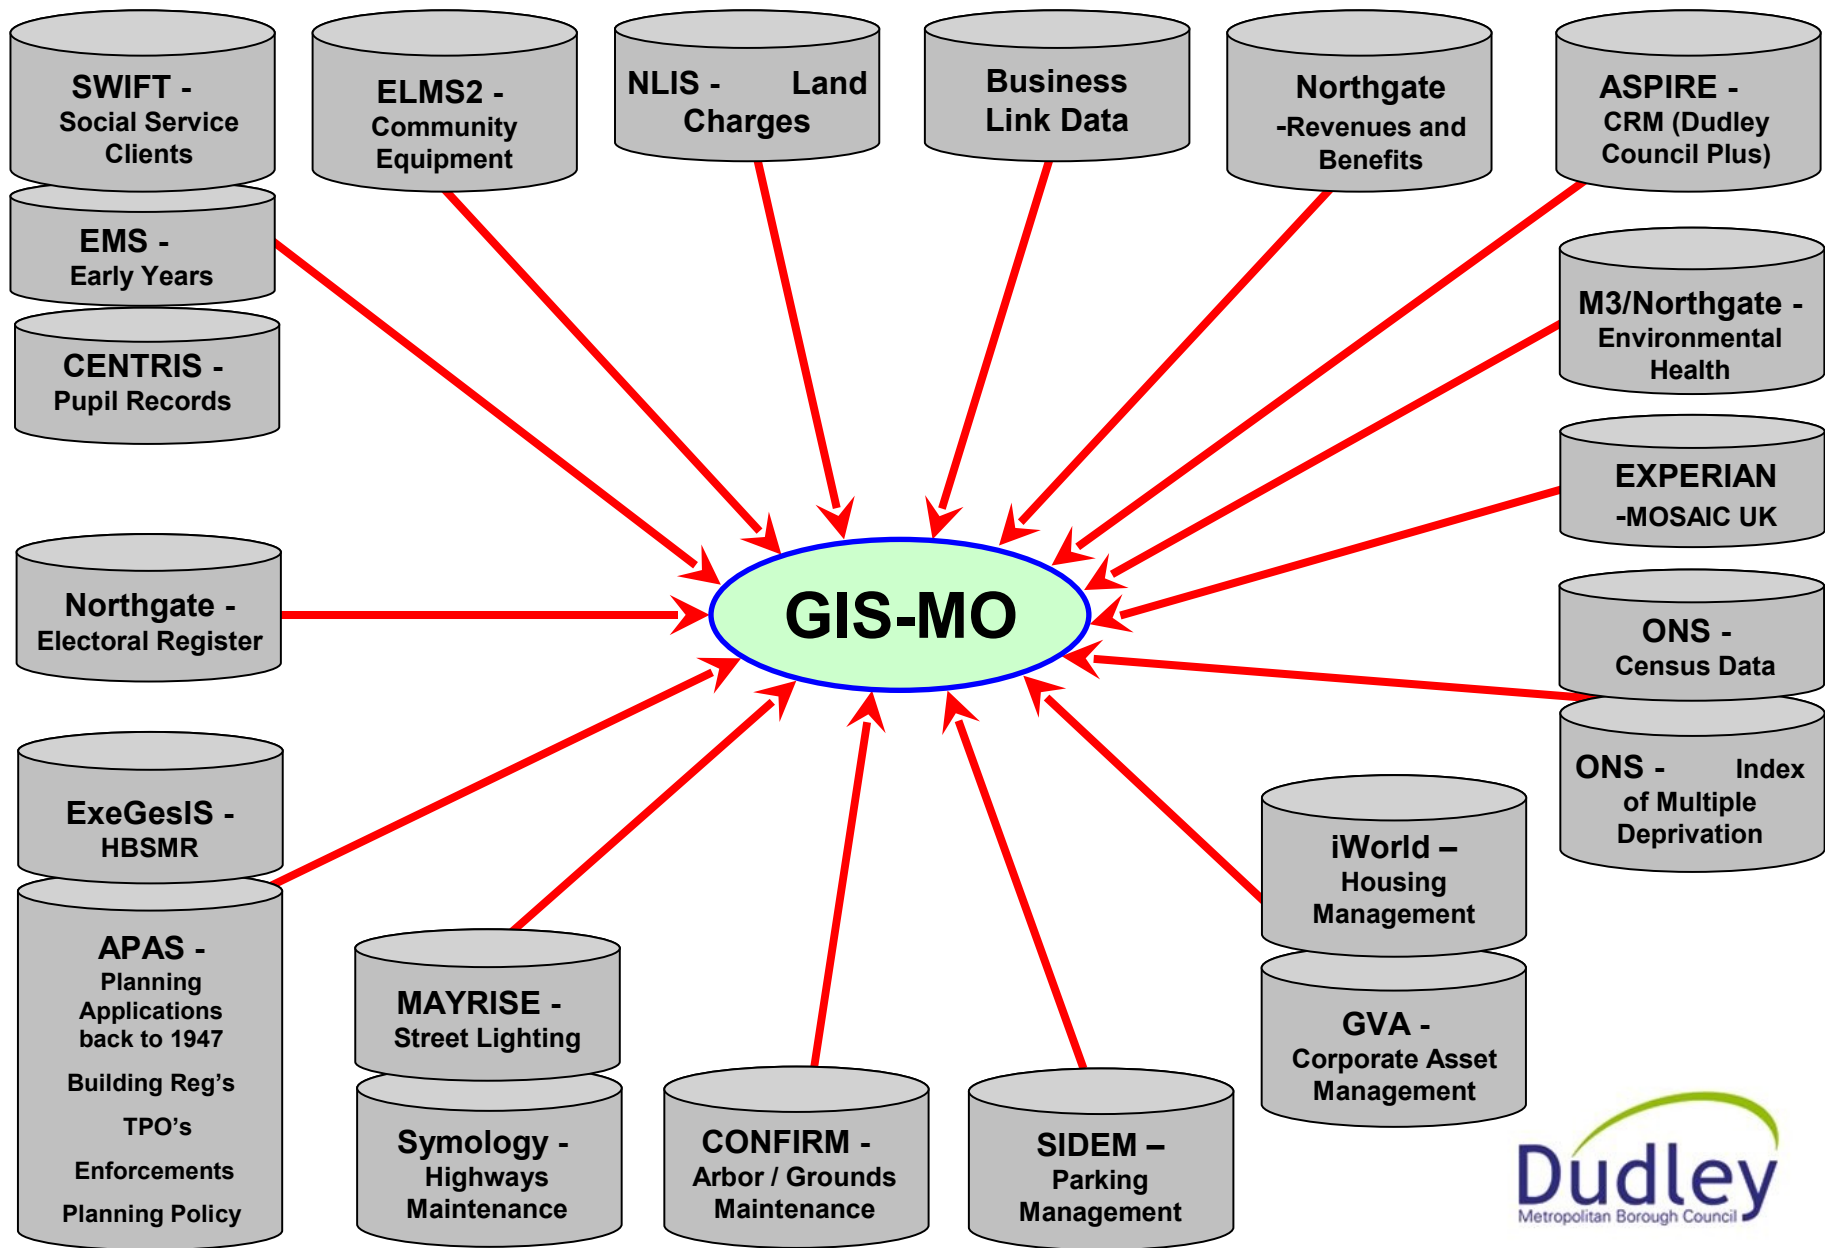 SWIFT -
Social Service
Clients
ELMS2 -
Community
Equipment
NLIS - Land
Charges
Business
Link Data
Northgate
-Revenues and
Benefits
ASPIRE -
CRM (Dudley
Council Plus)
EMS -
Early Years
CENTRIS -
Pupil Records
M3/Northgate -
Environmental
Health
EXPERIAN
-MOSAIC UK
Northgate -
Electoral Register
GIS-MO
ONS -
Census Data
ONS - Index
of Multiple
Deprivation
ExeGesIS -
HBSMR
APAS -
Planning
Applications
back to 1947
Building Reg's
TPO's
Enforcements
Planning Policy
MAYRISE -
Street Lighting
Symology -
Highways
Maintenance
CONFIRM -
Arbor / Grounds
Maintenance
SIDEM –
Parking
Management
iWorld –
Housing
Management
GVA -
Corporate Asset
Management
Dudley
Metropolitan Borough Council